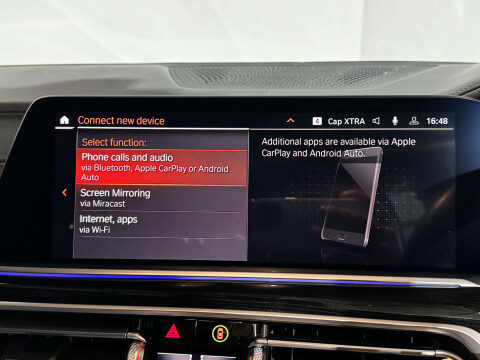 Connect new device
4 Cap XTRA 16:48
Select function:
Phone calls and audio
via Bluetooth, Apple CarPlay or Android
Auto
Screen Mirroring
via Miracast
Internet, apps
via Wi-Fi
Additional apps are available via Apple
CarPlay and Android Auto.